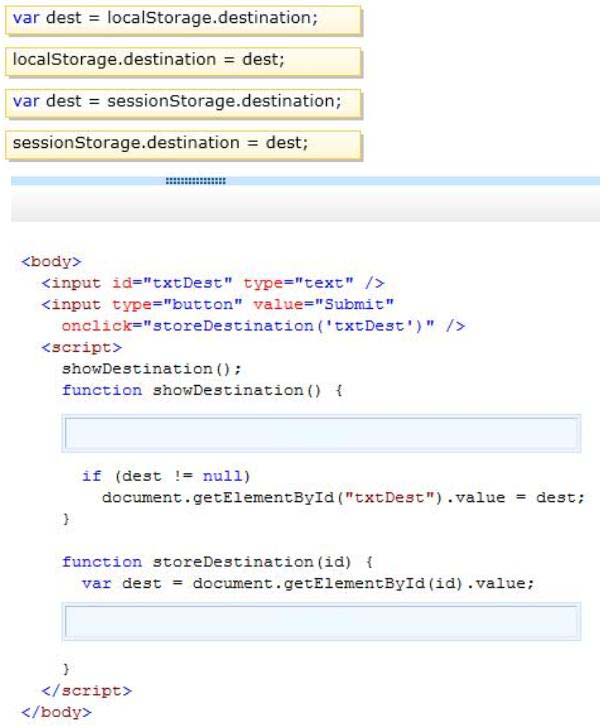 var dest = localStorage.destination;
localStorage.destination = dest;
var dest = sessionStorage.destination;
sessionStorage.destination = dest;
<body>
<input id="txtDest" type="text" />
<input type="button" value="Submit"
onclick="storeDestination('txtDest')" />
<script>
showDestination();
function showDestination() {
if (dest != null)
document.getElementById("txtDest").value = dest;
}
function storeDestination(id) {
var dest = document.getElementById(id).value;
}
</script>
</body>